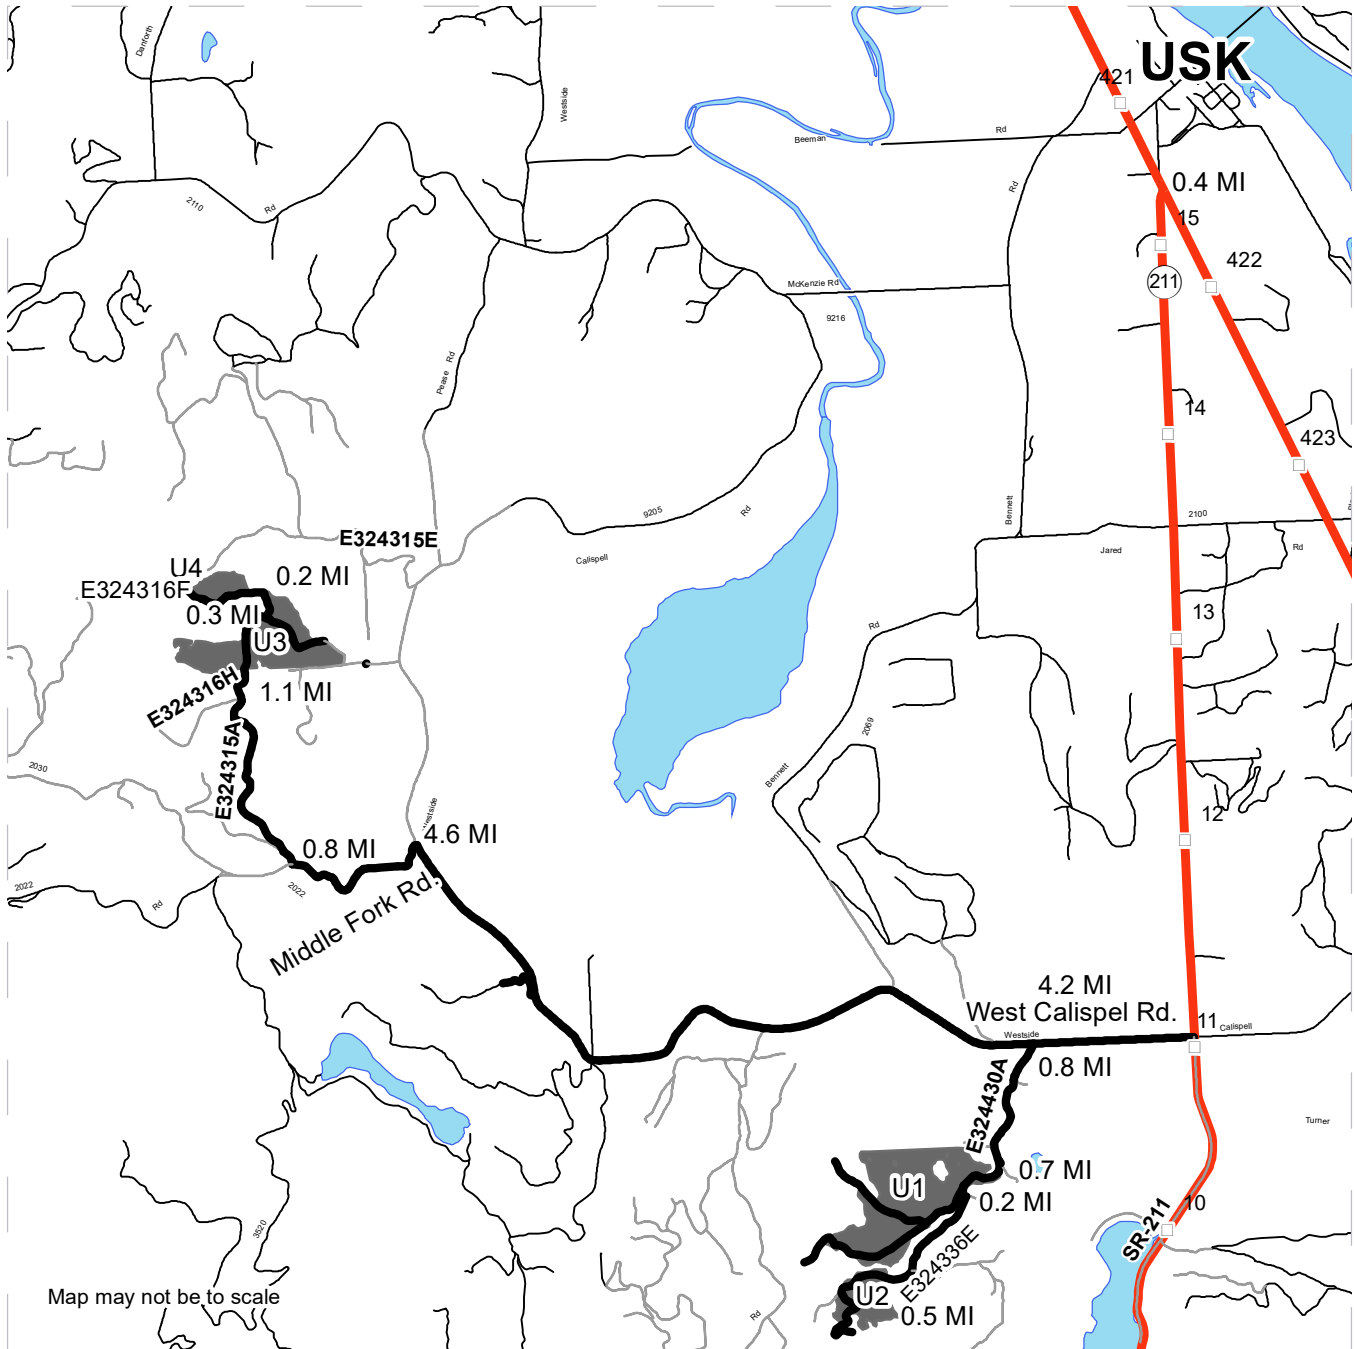 Danforth
Westside
421
USK
Beeman
Rd
Rd
0.4 MI
2110
Rd
15
422
211
McKenzie Rd
9216
Pease Rd
14
423
Bennett
9205
Rd
2100
Jared
Rd
Calispell
E324315E
U4
0.2 MI
E324316F
0.3 MI
U3
13
Rd
E324316H
1.1 MI
E324315A
2069
2030
Bennett
12
4.6 MI
0.8 MI
2022
2022
Rd
Middle Fork Rd.
4.2 MI
West Calispel Rd.
11
Calispell
Westside
0.8 MI
E324430A
Turner
0.7 MI
U1
0.2 MI
10
SR-211
3520
E324336E
Map may not be to scale
U2
0.5 MI
Rd